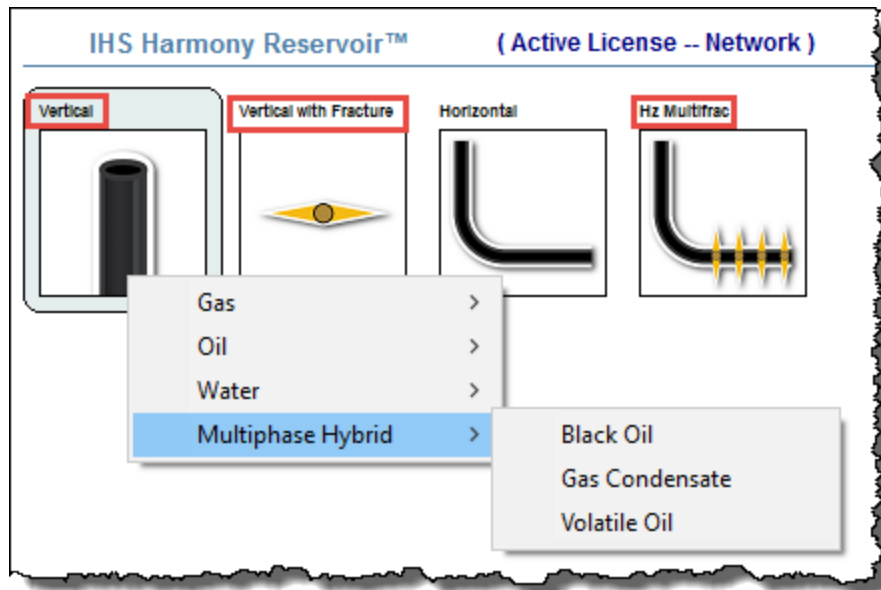 IHS Harmony Reservoir™ ( Active License -- Network )
Vertical Vertical with Fracture Horizontal Hz Multifrac
Gas
Oil
Water
Multiphase Hybrid
Black Oil
Gas Condensate
Volatile Oil